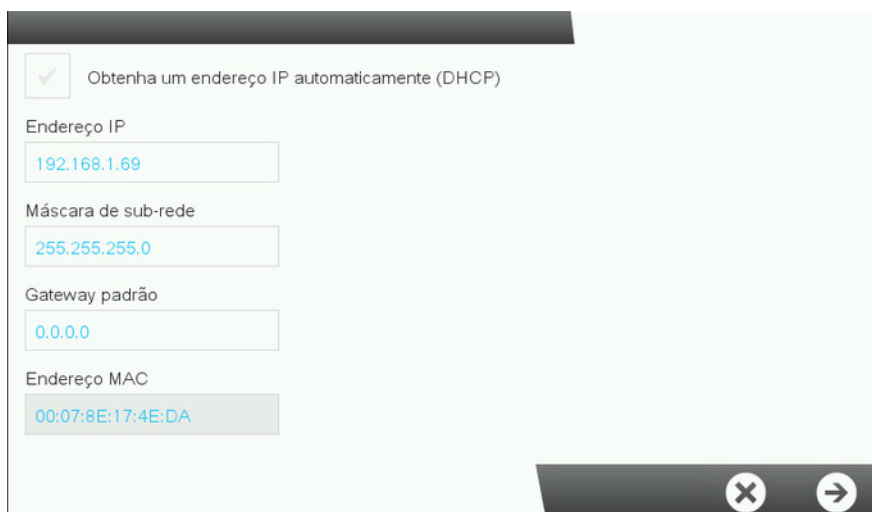 Obtenha um endereço IP automaticamente (DHCP)
Endereço IP
192.168.1.69
Máscara de sub-rede
255.255.255.0
Gateway padrão
0.0.0.0
Endereço MAC
00:07:8E:17:4E:DA